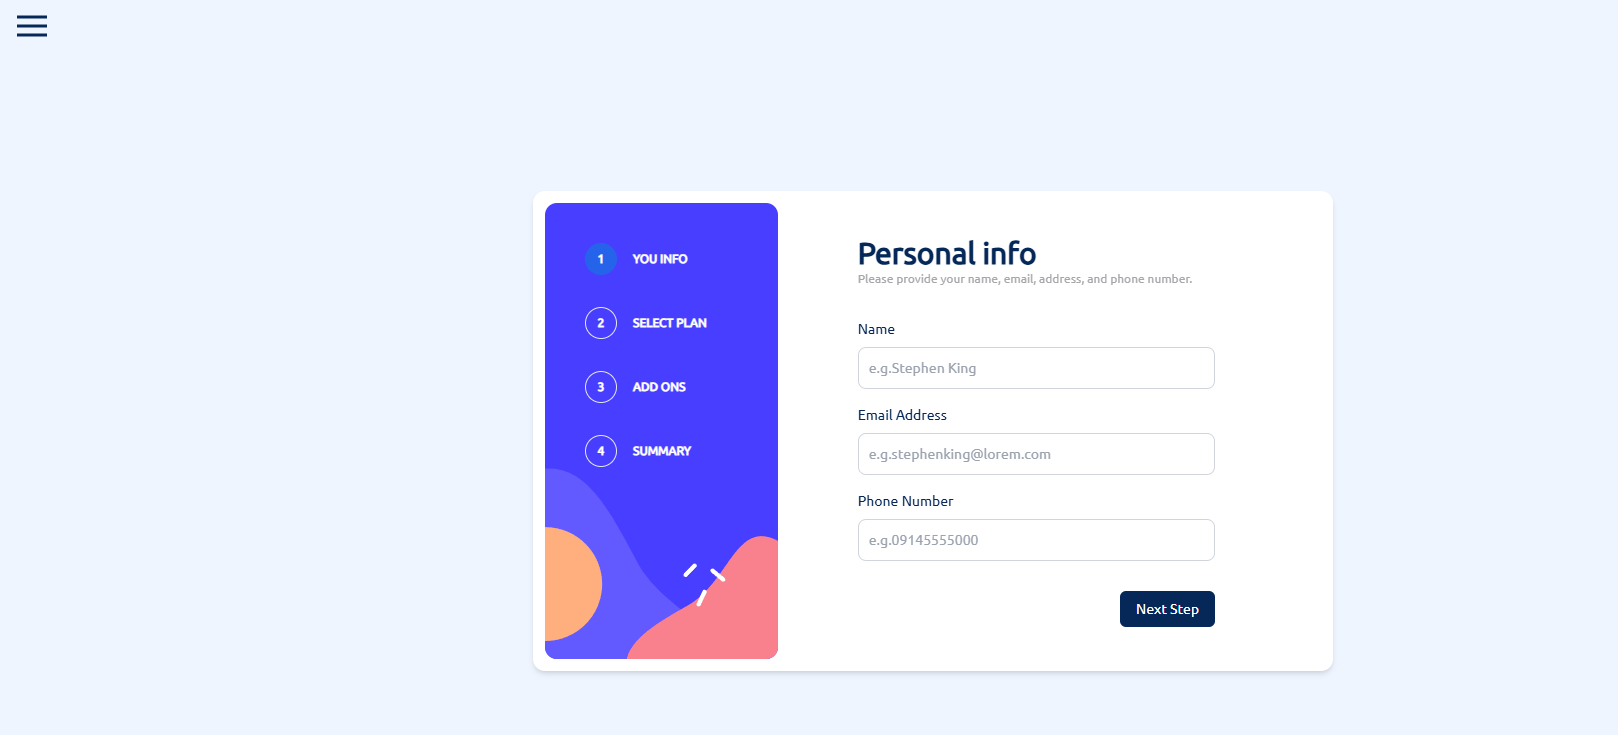 1 YOU INFO
2 SELECT PLAN
3 ADD ONS
4 SUMMARY
Personal info
Please provide your name, email, address, and phone number.
Name
e.g.Stephen King
Email Address
e.g.stephenking@lorem.com
Phone Number
e.g.09145555000
Next Step